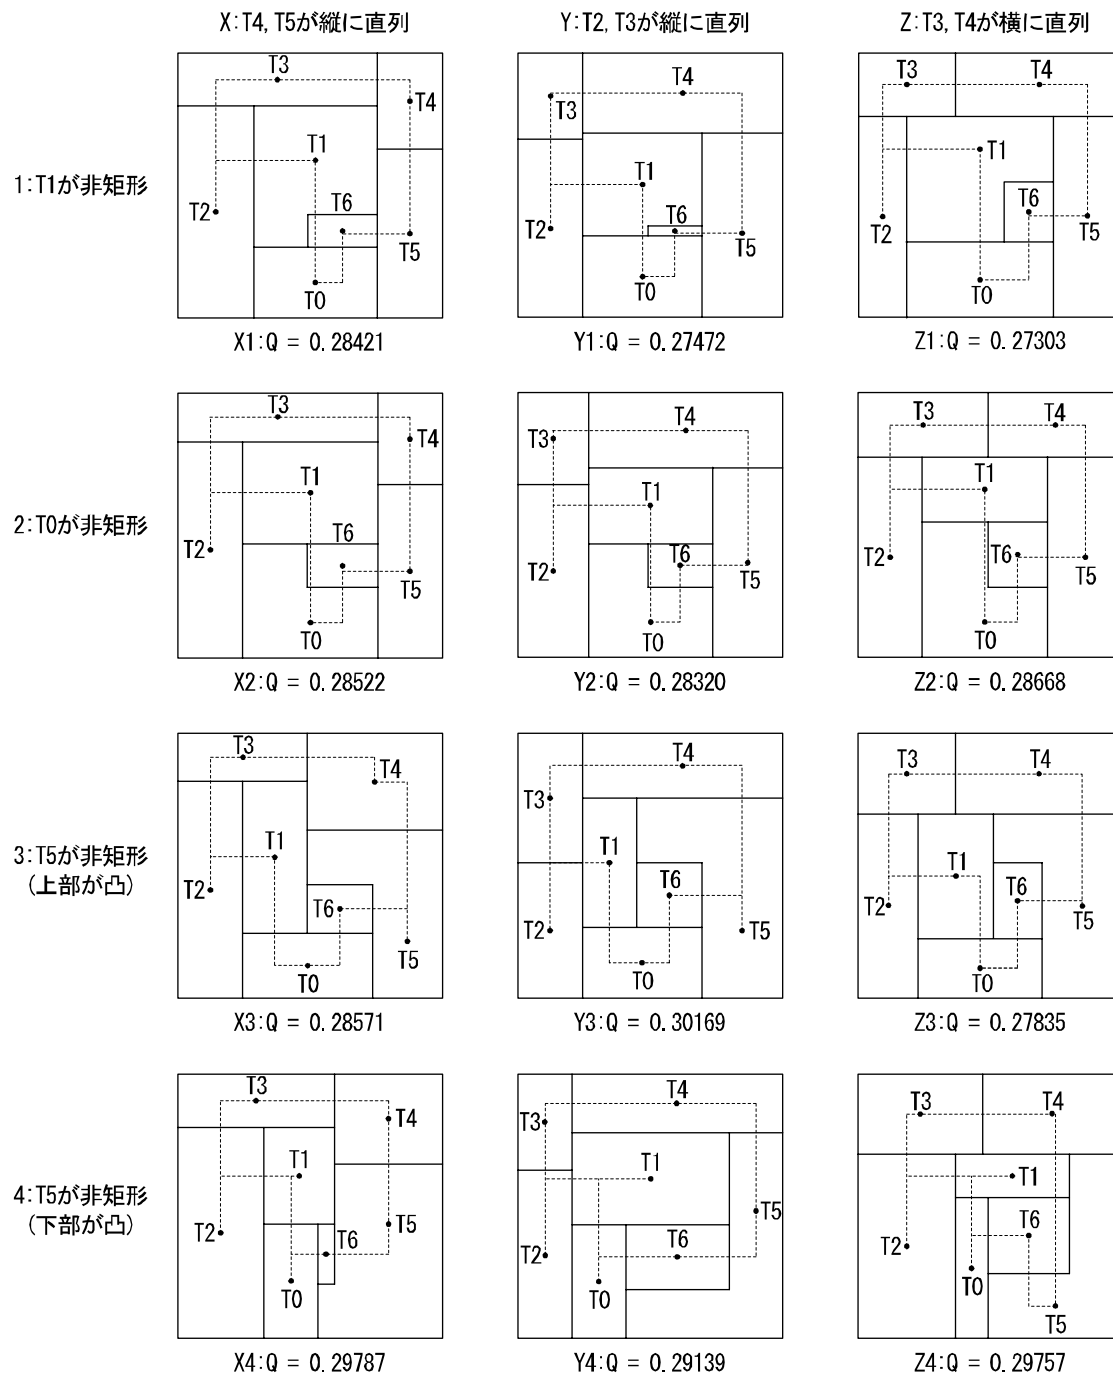 X:T4, T5が縦に直列
Y:T2, T3が縦に直列
Z:T3, T4が横に直列
1:T1が非矩形
T3
T4
T1
T2
T6
T5
T0
X1:Q = 0.28421
T4
T3
T1
T6
T2
T5
T0
Y1:Q = 0.27472
T3
T4
T1
T6
T2
T5
T0
Z1:Q = 0.27303
2:T0が非矩形
T3
T4
T1
T6
T2
T5
T0
X2:Q = 0.28522
T4
T3
T1
T6
T2
T5
T0
Y2:Q = 0.28320
T3
T4
T1
T6
T2
T5
T0
Z2:Q = 0.28668
3:T5が非矩形
(上部が凸)
T3
T4
T1
T2
T6
T5
T0
X3:Q = 0.28571
T4
T3
T1
T6
T2
T5
T0
Y3:Q = 0.30169
T3
T4
T1
T6
T2
T5
T0
Z3:Q = 0.27835
4:T5が非矩形
(下部が凸)
T3
T4
T1
T2
T5
T6
T0
X4:Q = 0.29787
T4
T3
T1
T5
T6
T2
T0
Y4:Q = 0.29139
T3
T4
T1
T6
T2
T0
T5
Z4:Q = 0.29757